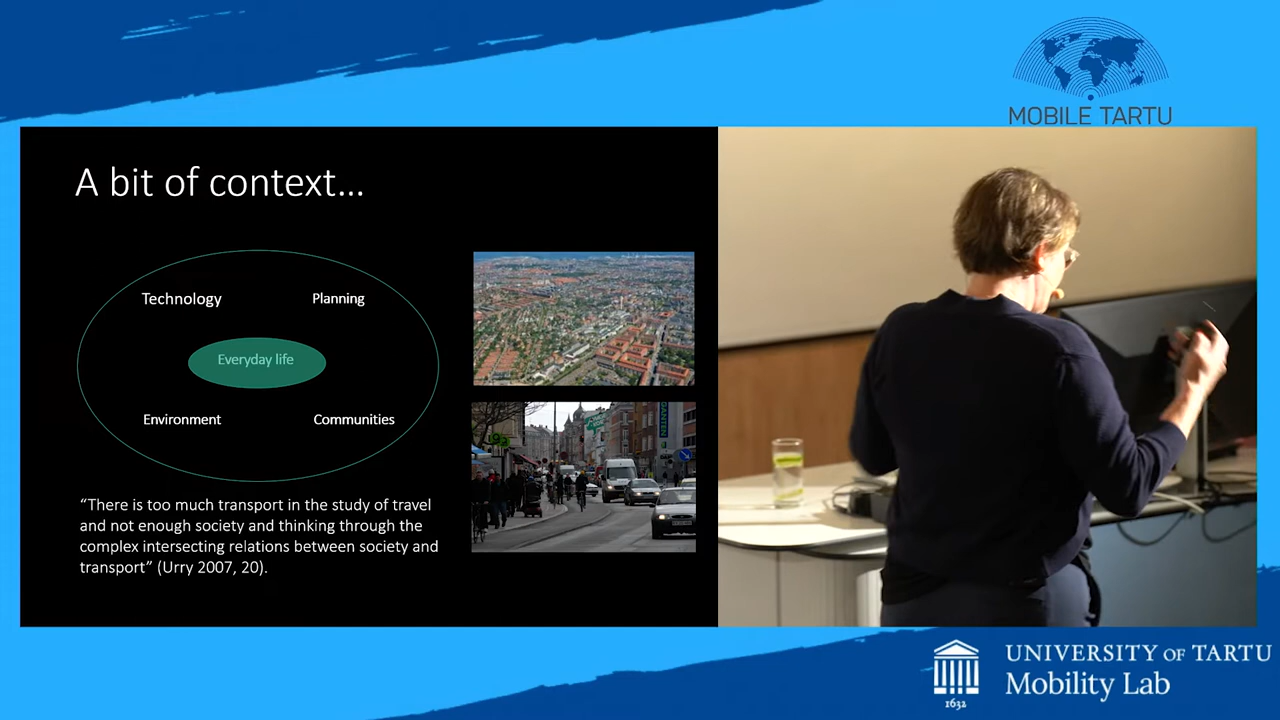 MOBILE TARTU
A bit of context...
Technology
Planning
Everyday life
Environment
Communities
“There is too much transport in the study of travel
and not enough society and thinking through the
complex intersecting relations between society and
transport” (Urry 2007, 20).
UNIVERSITY OF TARTU
Mobility Lab
1632